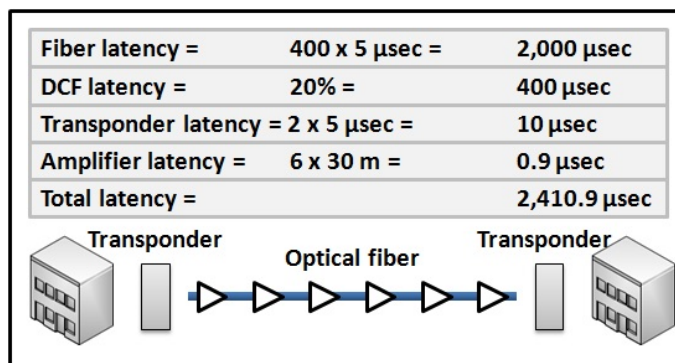 Fiber latency = 400 x 5 µsec = 2,000 µsec
DCF latency = 20% = 400 µsec
Transponder latency = 2 x 5 µsec = 10 µsec
Amplifier latency = 6 x 30 m = 0.9 µsec
Total latency = 2,410.9 µsec
Transponder Transponder
Optical fiber